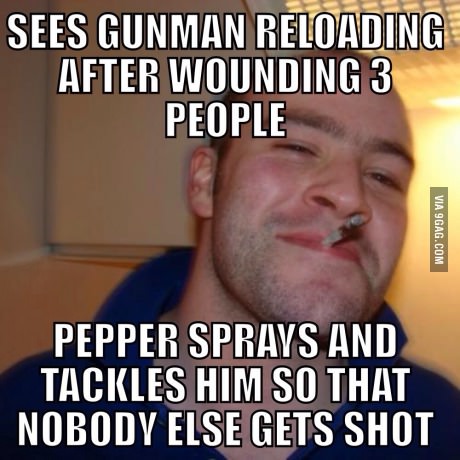 SEES GUNMAN RELOADING
AFTER WOUNDING 3
PEOPLE
VIA 9GAG.COM
PEPPER SPRAYS AND
TACKLES HIM SO THAT
NOBODY ELSE GETS SHOT